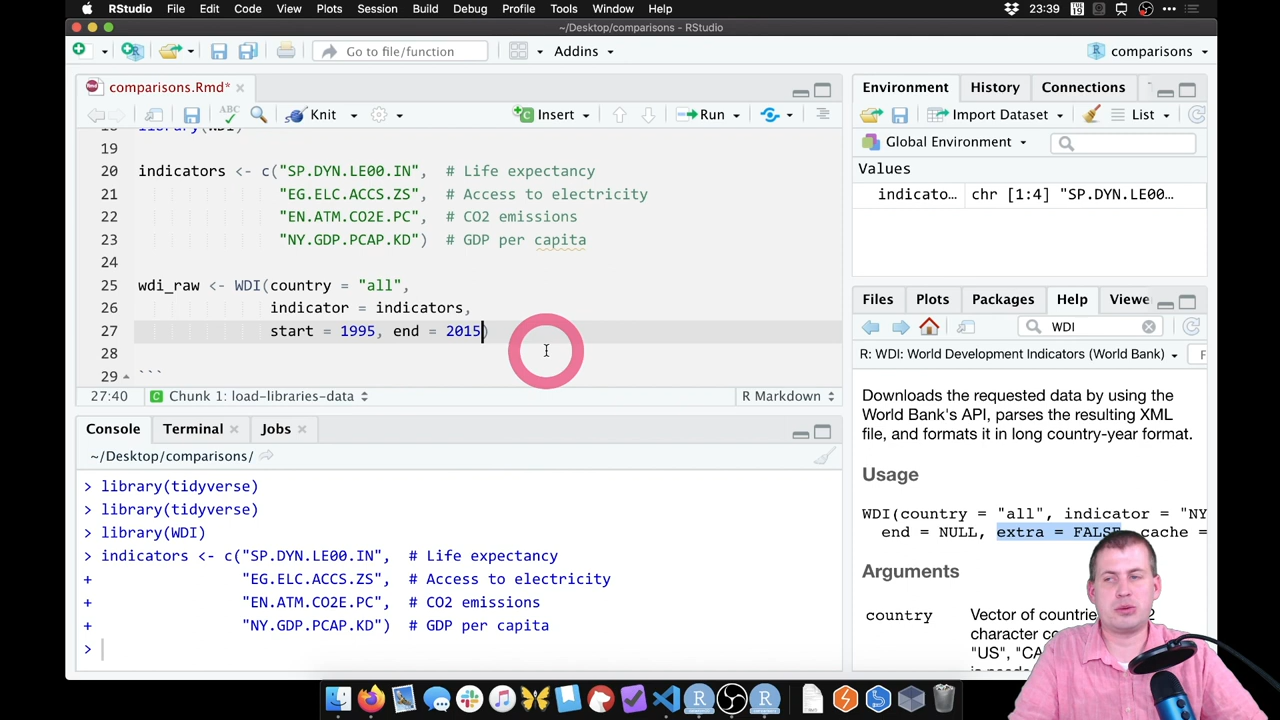 RStudio File Edit Code View Plots Session Build Debug Profile Tools Window Help 23:39
~/Desktop/comparisons - RStudio
Go to file/function Addins comparisons
comparisons.Rmd*
Knit Insert Run
18 library(WDI)
19
20 indicators <- c("SP.DYN.LE00.IN", # Life expectancy
21 "EG.ELC.ACCS.ZS", # Access to electricity
22 "EN.ATM.CO2E.PC", # CO2 emissions
23 "NY.GDP.PCAP.KD") # GDP per capita
24
25 wdi_raw <- WDI(country = "all",
26 indicator = indicators,
27 start = 1995, end = 2015)
28
29 ```
27:40 Chunk 1: load-libraries-data R Markdown
Console Terminal Jobs
~/Desktop/comparisons/
> library(tidyverse)
> library(tidyverse)
> library(WDI)
> indicators <- c("SP.DYN.LE00.IN", # Life expectancy
+ "EG.ELC.ACCS.ZS", # Access to electricity
+ "EN.ATM.CO2E.PC", # CO2 emissions
+ "NY.GDP.PCAP.KD") # GDP per capita
>
Environment History Connections
Import Dataset List
Global Environment
Values
indicato… chr [1:4] "SP.DYN.LE00…
Files Plots Packages Help Viewe
WDI
R: WDI: World Development Indicators (World Bank)
Downloads the requested data by using the
World Bank's API, parses the resulting XML
file, and formats it in long country-year format.
Usage
WDI(country = "all", indicator = "NY
end = NULL, extra = FALSE, cache =
Arguments
country Vector of countries
character
"US", "CA